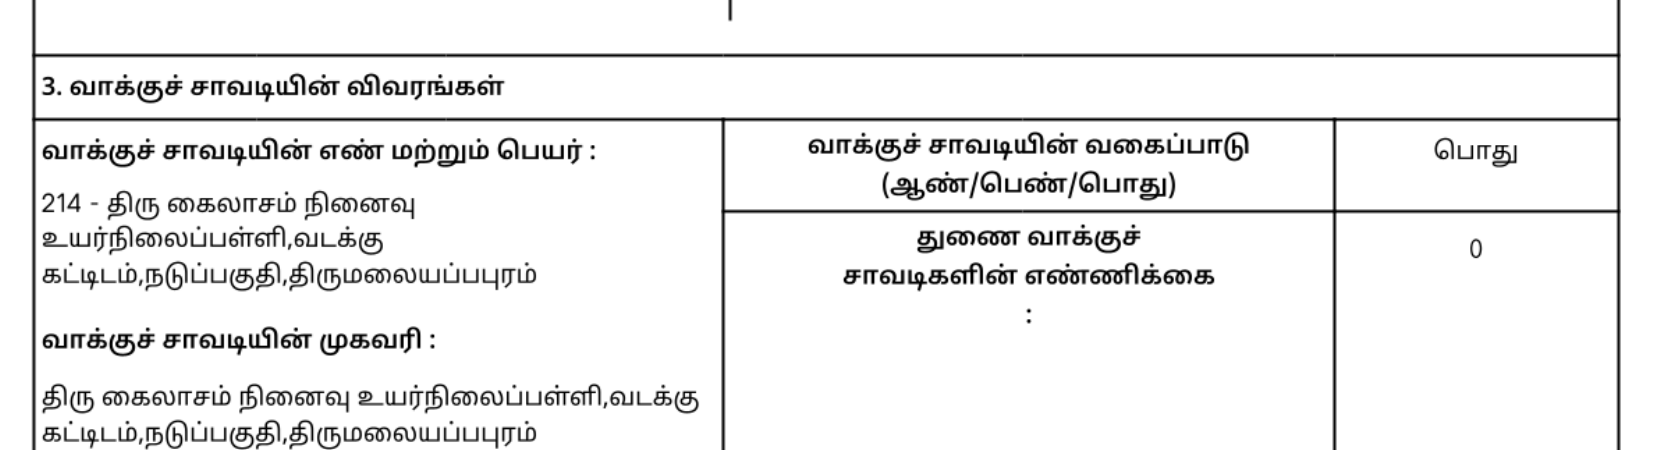 3. வாக்குச் சாவடியின் விவரங்கள்
வாக்குச் சாவடியின் எண் மற்றும் பெயர் :
214 - திரு கைலாசம் நினைவு
உயர்நிலைப்பள்ளி,வடக்கு
கட்டிடம்,நடுப்பகுதி,திருமலையப்பபுரம்
வாக்குச் சாவடியின் முகவரி :
திரு கைலாசம் நினைவு உயர்நிலைப்பள்ளி,வடக்கு
கட்டிடம்,நடுப்பகுதி,திருமலையப்பபுரம்
வாக்குச் சாவடியின் வகைப்பாடு
(ஆண்/பெண்/பொது)
பொது
துணை வாக்குச்
சாவடிகளின் எண்ணிக்கை
:
0